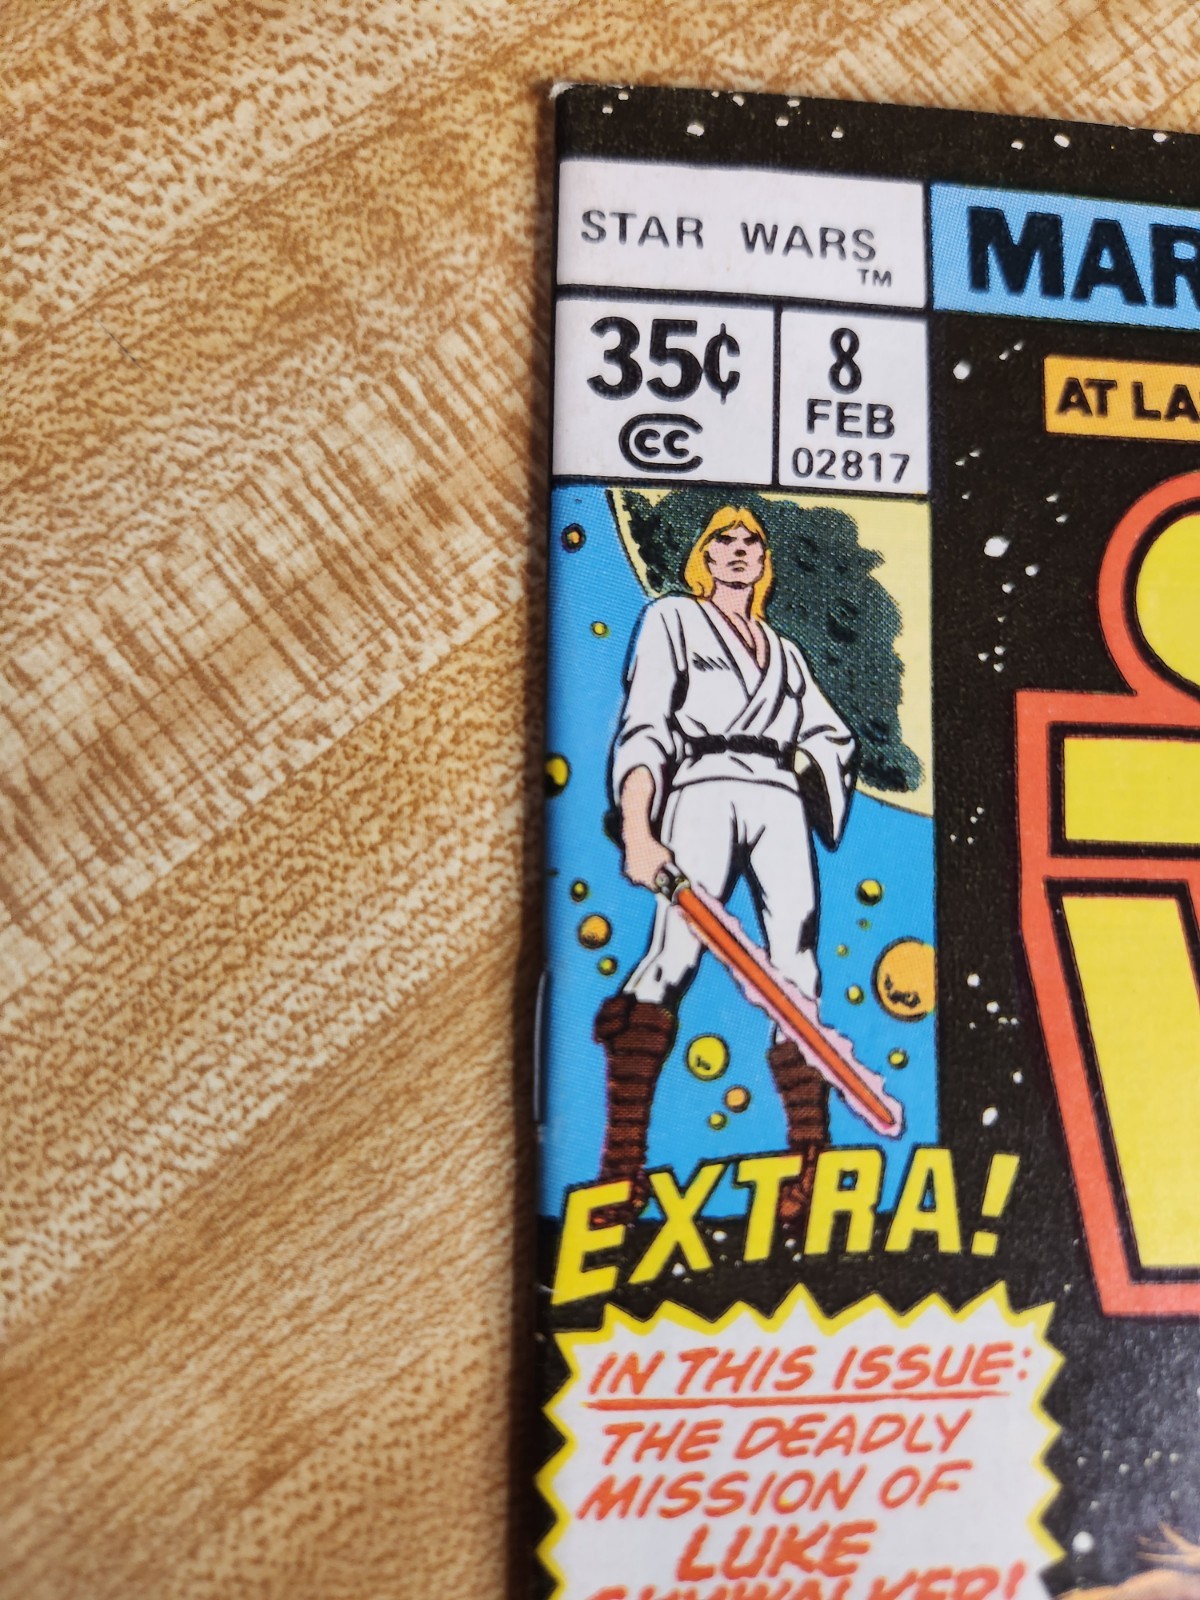 STAR WARS
TM
MAR
35¢
8
CC
FEB
02817
AT LA
EXTRA!
IN THIS ISSUE:
THE DEADLY
MISSION OF
LUKE
SKYWALKER!